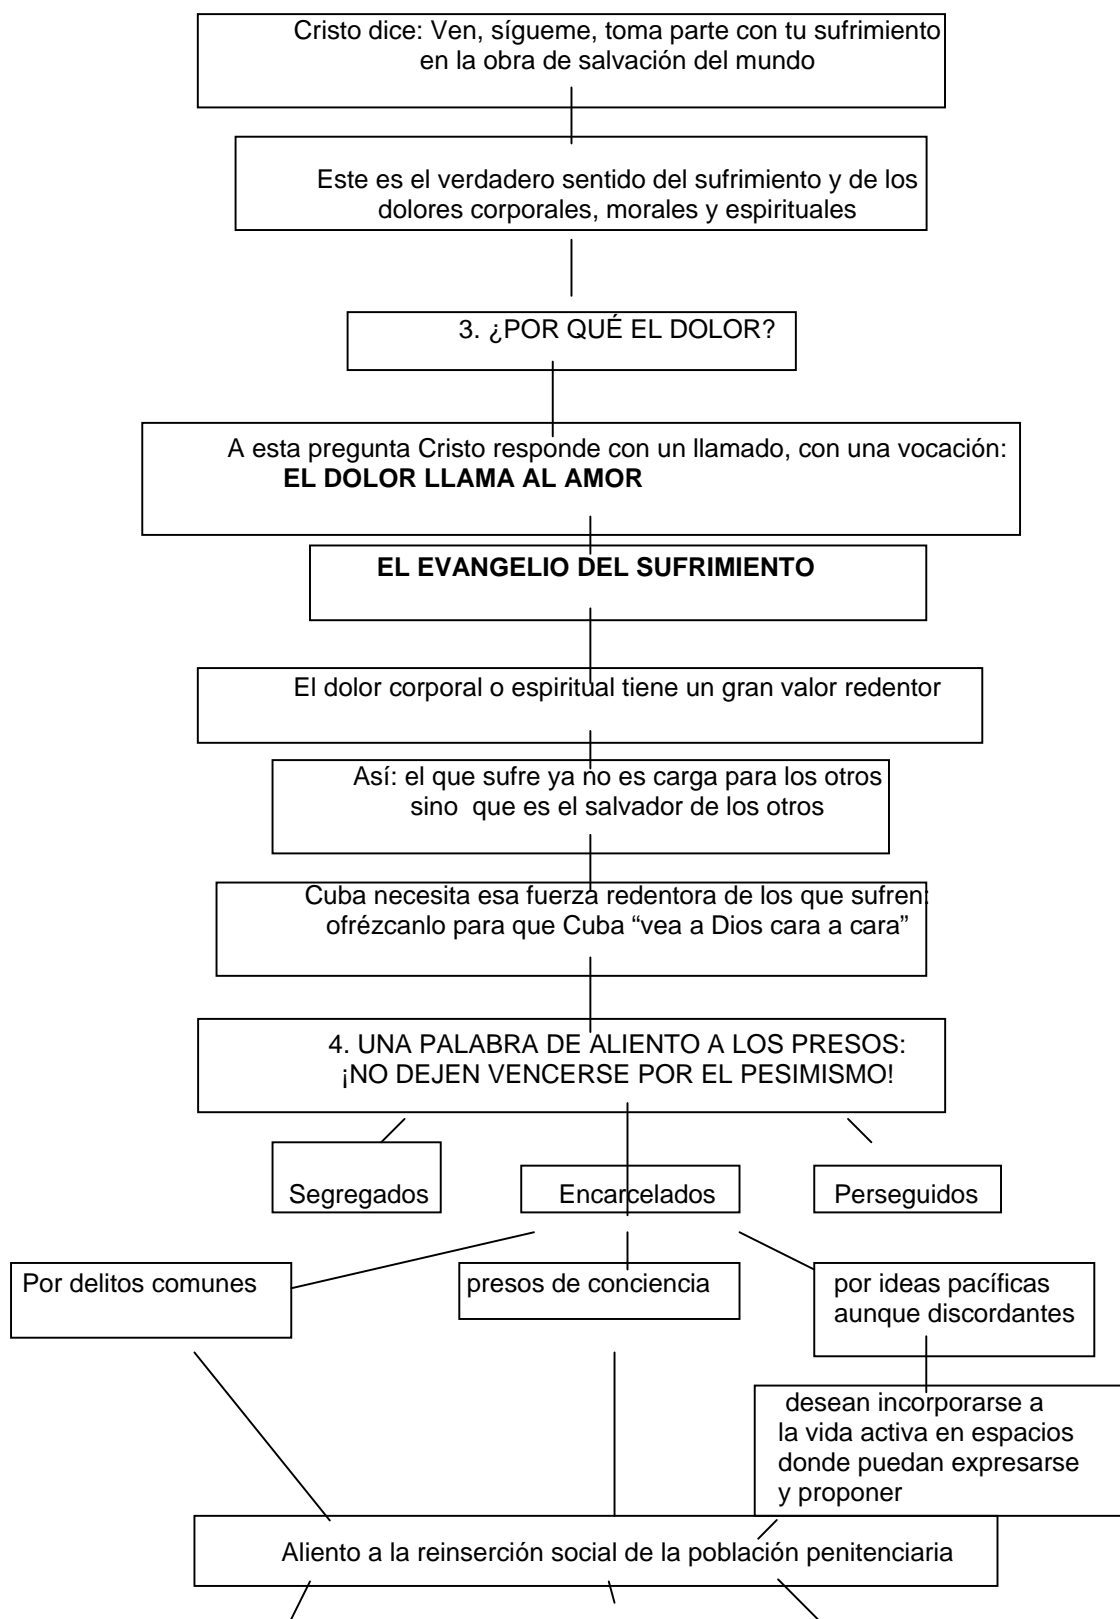 Cristo dice: Ven, sígueme, toma parte con tu sufrimiento
en la obra de salvación del mundo
Este es el verdadero sentido del sufrimiento y de los
dolores corporales, morales y espirituales
3. ¿POR QUÉ EL DOLOR?
A esta pregunta Cristo responde con un llamado, con una vocación:
EL DOLOR LLAMA AL AMOR
EL EVANGELIO DEL SUFRIMIENTO
El dolor corporal o espiritual tiene un gran valor redentor
Así: el que sufre ya no es carga para los otros
sino que es el salvador de los otros
Cuba necesita esa fuerza redentora de los que sufren:
ofrézcanlo para que Cuba “vea a Dios cara a cara”
4. UNA PALABRA DE ALIENTO A LOS PRESOS:
¡NO DEJEN VENCERSE POR EL PESIMISMO!
Segregados
Encarcelados
Perseguidos
Por delitos comunes
presos de conciencia
por ideas pacíficas
aunque discordantes
desean incorporarse a
la vida activa en espacios
donde puedan expresarse
y proponer
Aliento a la reinserción social de la población penitenciaria